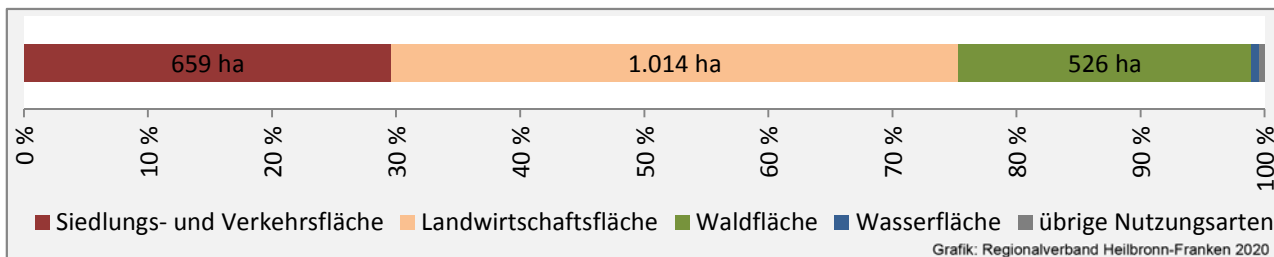 659 ha 1.014 ha 526 ha
0 % 10 % 20 % 30 % 40 % 50 % 60 % 70 % 80 % 90 % 100 %
Siedlungs- und Verkehrsfläche Landwirtschaftsfläche Waldfläche Wasserfläche übrige Nutzungsarten
Grafik: Regionalverband Heilbronn-Franken 2020